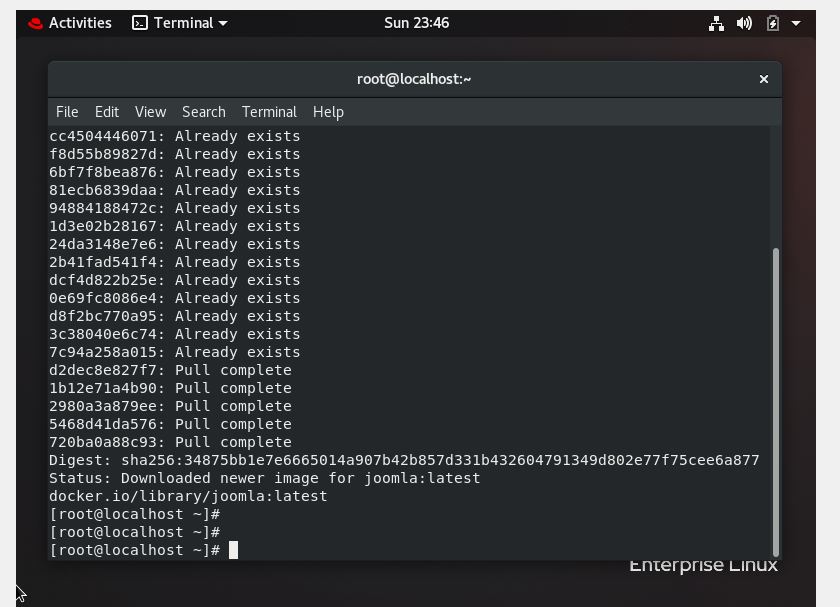 Activities Terminal Sun 23:46
root@localhost:~
File Edit View Search Terminal Help
cc4504446071: Already exists
f8d55b89827d: Already exists
6bf7f8bea876: Already exists
81ecb6839daa: Already exists
94884188472c: Already exists
1d3e02b28167: Already exists
24da3148e7e6: Already exists
2b41fad541f4: Already exists
dcf4d822b25e: Already exists
0e69fc8086e4: Already exists
d8f2bc770a95: Already exists
3c38040e6c74: Already exists
7c94a258a015: Already exists
d2dec8e827f7: Pull complete
1b12e71a4b90: Pull complete
2980a3a879ee: Pull complete
5468d41da576: Pull complete
720ba0a88c93: Pull complete
Digest: sha256:34875bb1e7e6665014a907b42b857d331b432604791349d802e77f75cee6a877
Status: Downloaded newer image for joomla:latest
docker.io/library/joomla:latest
[root@localhost ~]#
[root@localhost ~]#
[root@localhost ~]#
Enterprise Linux